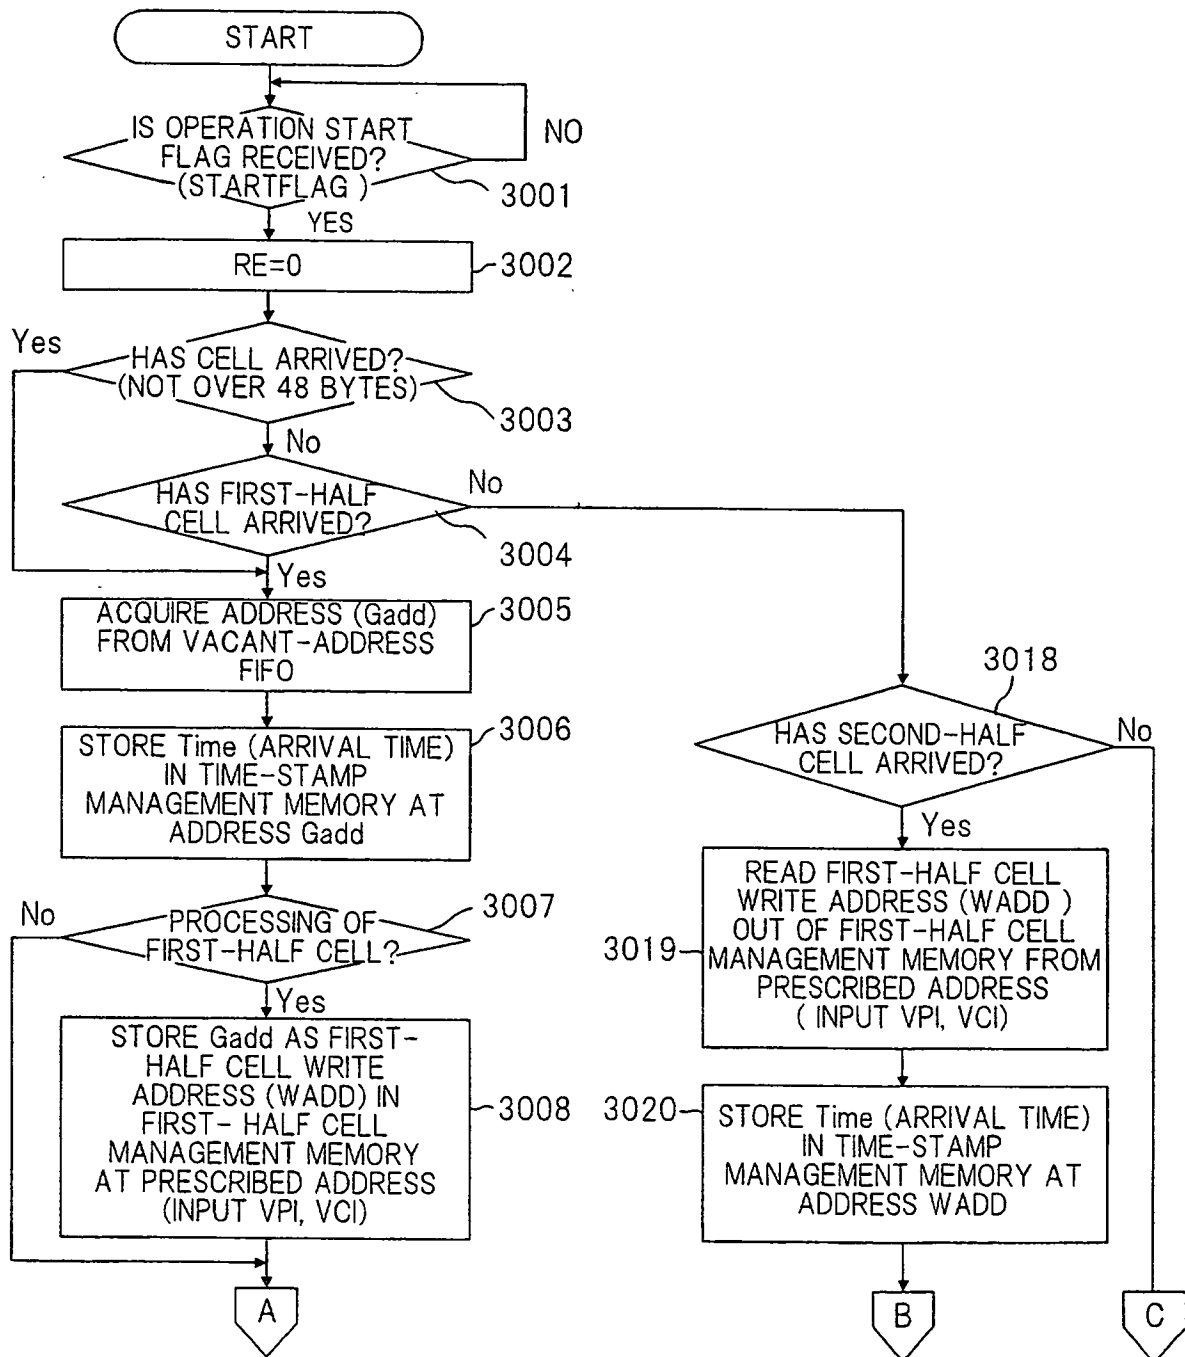 START
IS OPERATION START
FLAG RECEIVED?
(STARTFLAG )
NO
3001
YES
RE=0
3002
Yes
HAS CELL ARRIVED?
(NOT OVER 48 BYTES)
3003
No
HAS FIRST-HALF
CELL ARRIVED?
No
3004
Yes
ACQUIRE ADDRESS (Gadd)
FROM VACANT-ADDRESS
FIFO
3005
STORE Time (ARRIVAL TIME)
IN TIME-STAMP
MANAGEMENT MEMORY AT
ADDRESS Gadd
3006
No
PROCESSING OF
FIRST-HALF CELL?
3007
Yes
STORE Gadd AS FIRST-
HALF CELL WRITE
ADDRESS (WADD) IN
FIRST- HALF CELL
MANAGEMENT MEMORY
AT PRESCRIBED ADDRESS
(INPUT VPI, VCI)
3008
A
3018
HAS SECOND-HALF
CELL ARRIVED?
No
Yes
READ FIRST-HALF CELL
WRITE ADDRESS (WADD )
OUT OF FIRST-HALF CELL
MANAGEMENT MEMORY FROM
PRESCRIBED ADDRESS
( INPUT VPI, VCI)
3019
3020
STORE Time (ARRIVAL TIME)
IN TIME-STAMP
MANAGEMENT MEMORY AT
ADDRESS WADD
B
C